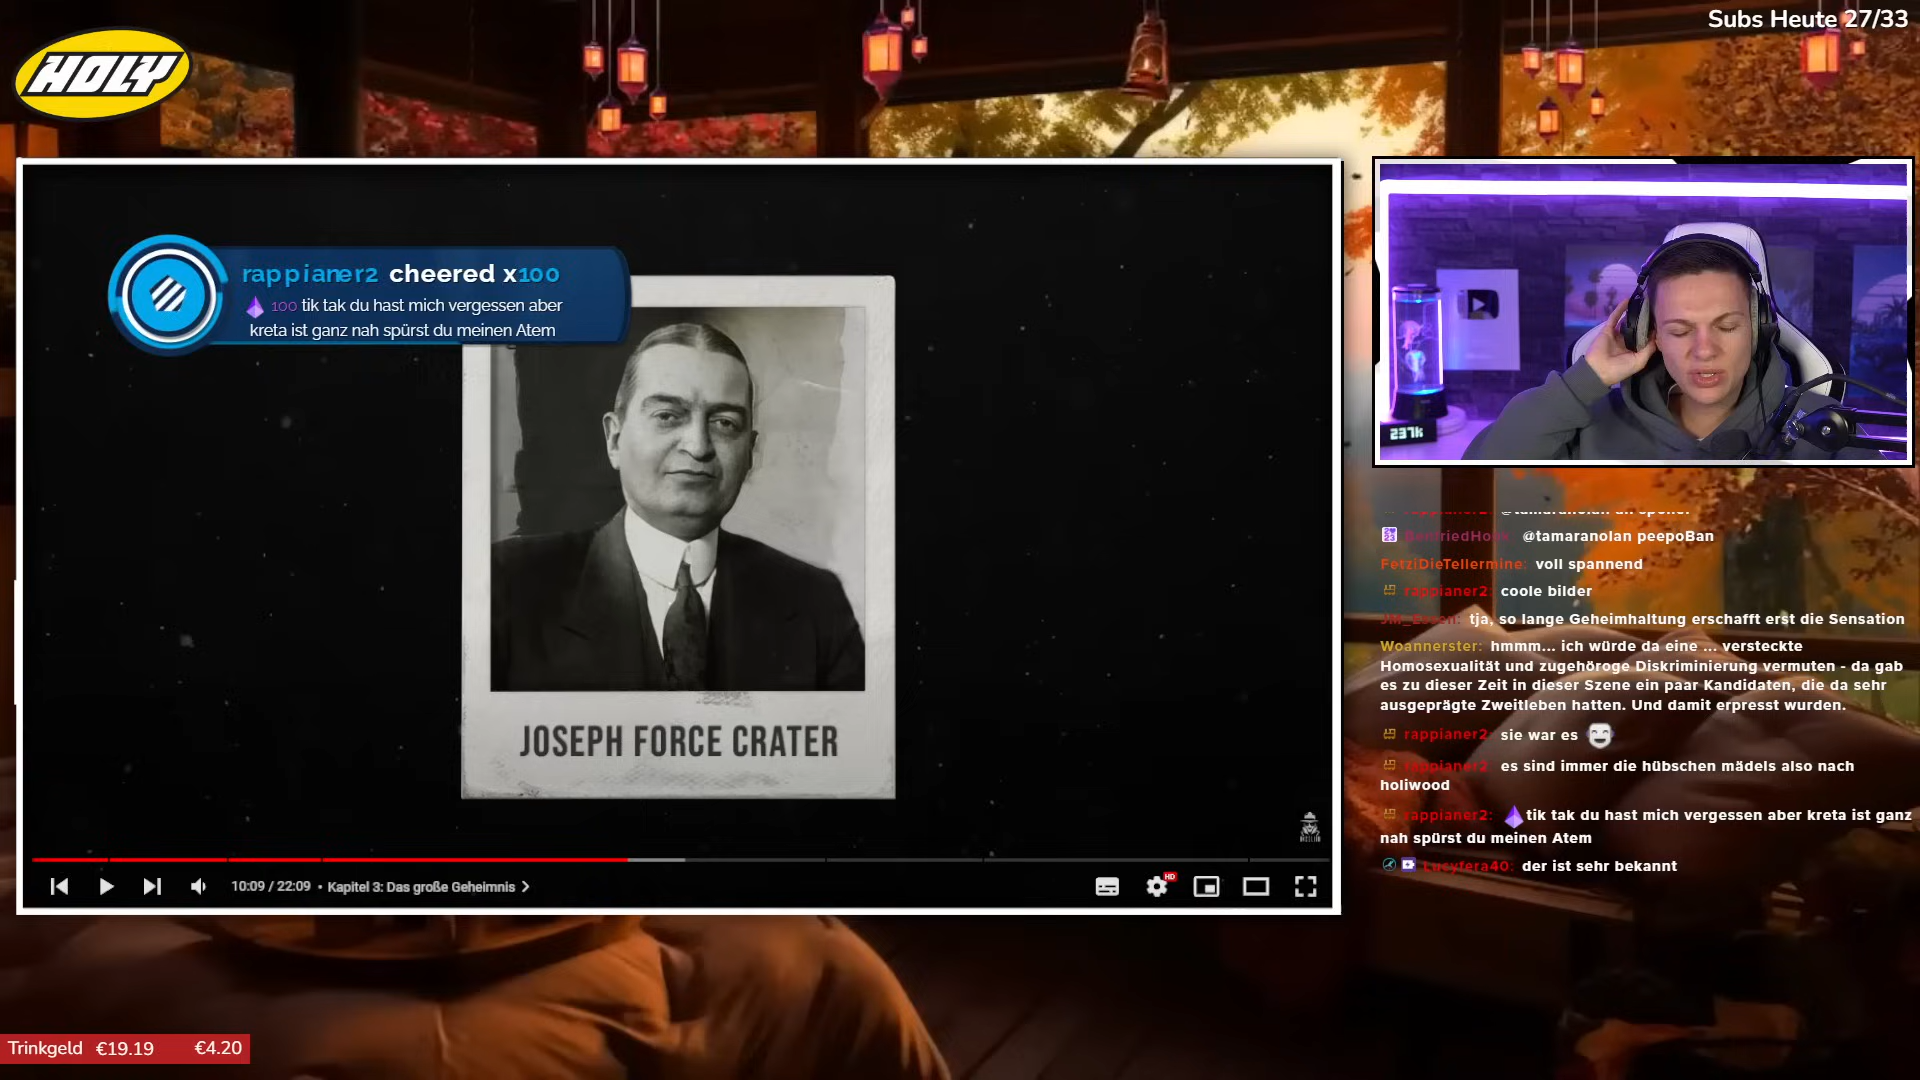 HOLY
Subs Heute 27/33
rappianer2 cheered x100
100 tik tak du hast mich vergessen aber
kreta ist ganz nah spürst du meinen Atem
JOSEPH FORCE CRATER
10:09 / 22:09 • Kapitel 3: Das große Geheimnis
HD
237k
@tamaranolan peepoBan
FetziDieTellermine: voll spannend
rappianer2: coole bilder
tja, so lange Geheimhaltung erschafft erst die Sensation
Woannerster: hmmm... ich würde da eine ... versteckte
Homosexualität und zugehöroge Diskriminierung vermuten - da gab
es zu dieser Zeit in dieser Szene ein paar Kandidaten, die da sehr
ausgeprägte Zweitleben hatten. Und damit erpresst wurden.
rappianer2: sie war es
rappianer2: es sind immer die hübschen mädels also nach
holiwood
rappianer2: tik tak du hast mich vergessen aber kreta ist ganz
nah spürst du meinen Atem
Lucyfera40: der ist sehr bekannt
Trinkgeld €19.19 €4.20